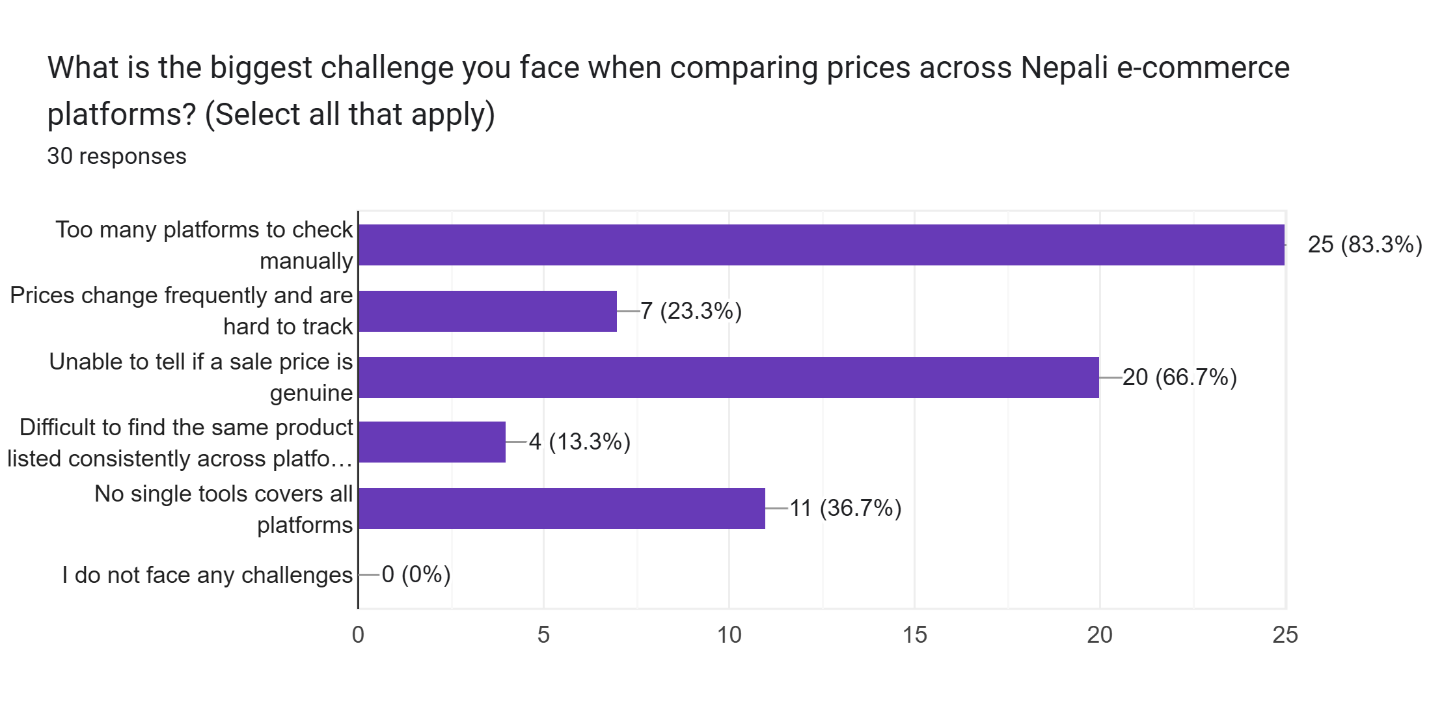 What is the biggest challenge you face when comparing prices across Nepali e-commerce
platforms? (Select all that apply)
30 responses
Too many platforms to check
manually
25 (83.3%)
Prices change frequently and are
hard to track
7 (23.3%)
Unable to tell if a sale price is
genuine
20 (66.7%)
Difficult to find the same product
listed consistently across platfo…
4 (13.3%)
No single tools covers all
platforms
11 (36.7%)
I do not face any challenges
0 (0%)
0 5 10 15 20 25